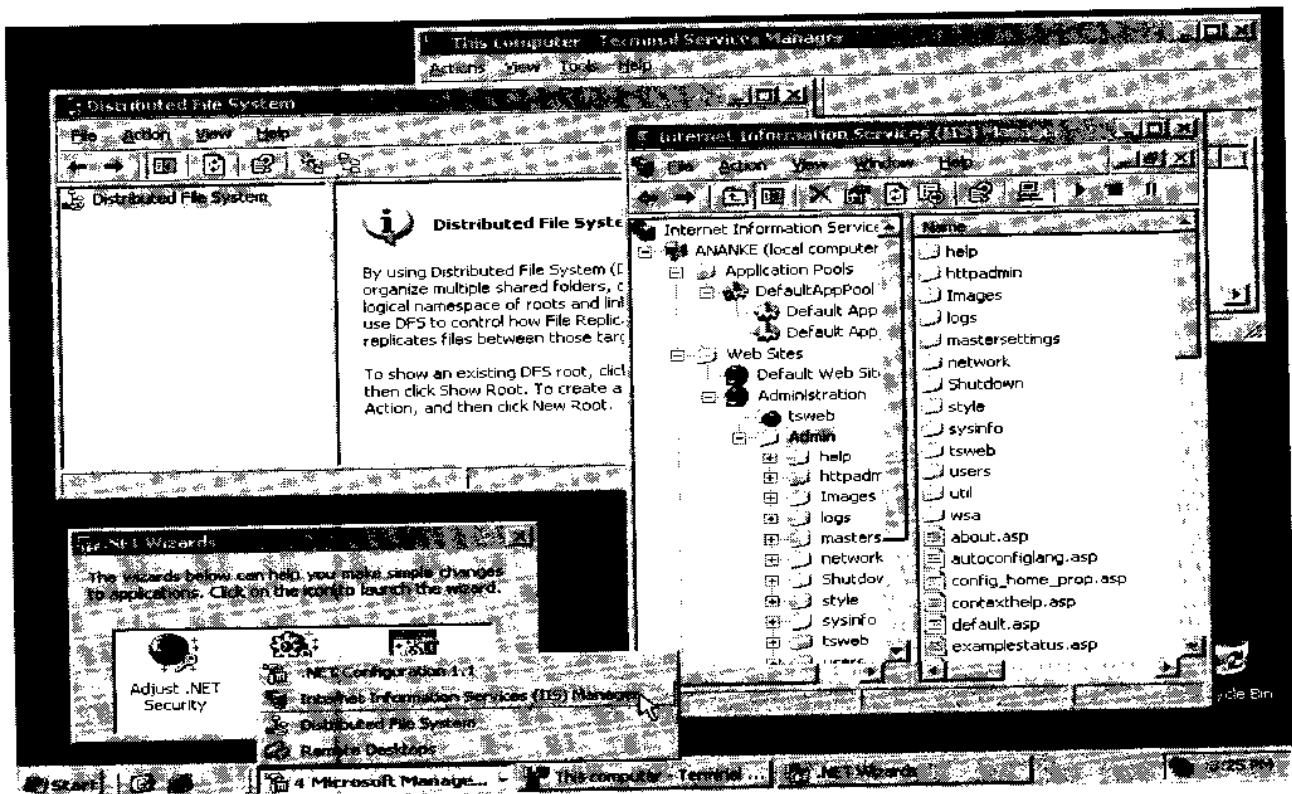 This computer - Terminal Services Manager
Actions View Tools Help
Distributed File System
File Action View Help
Distributed File System
Distributed File Syste
By using Distributed File System (D
organize multiple shared folders, c
logical namespace of roots and lin
use DFS to control how File Replic
replicates files between those targ
To show an existing DFS root, click
then click Show Root. To create a
Action, and then click New Root.
Internet Information Services (IIS) Manager
File Action View Window Help
Internet Information Service
ANANKE (local computer
Application Pools
DefaultAppPool
Default App
Default App
Web Sites
Default Web Sit
Administration
tsweb
Admin
help
httpadm
Images
logs
masters
network
Shutdov
style
sysinfo
tsweb
users
Name
help
httpadmin
Images
logs
mastersettings
network
Shutdown
style
sysinfo
tsweb
users
util
wsa
about.asp
autoconfiglang.asp
config_home_prop.asp
contexthelp.asp
default.asp
examplestatus.asp
.NET Wizards
The wizards below can help you make simple changes
to applications. Click on the icon to launch the wizard.
Adjust .NET
Security
.NET Configuration 1.1
Internet Information Services (IIS) Manager
Distributed File System
Remote Desktops
cle Bin
Start
4 Microsoft Manage...
This computer - Terminal ...
.NET Wizards
3:25 PM